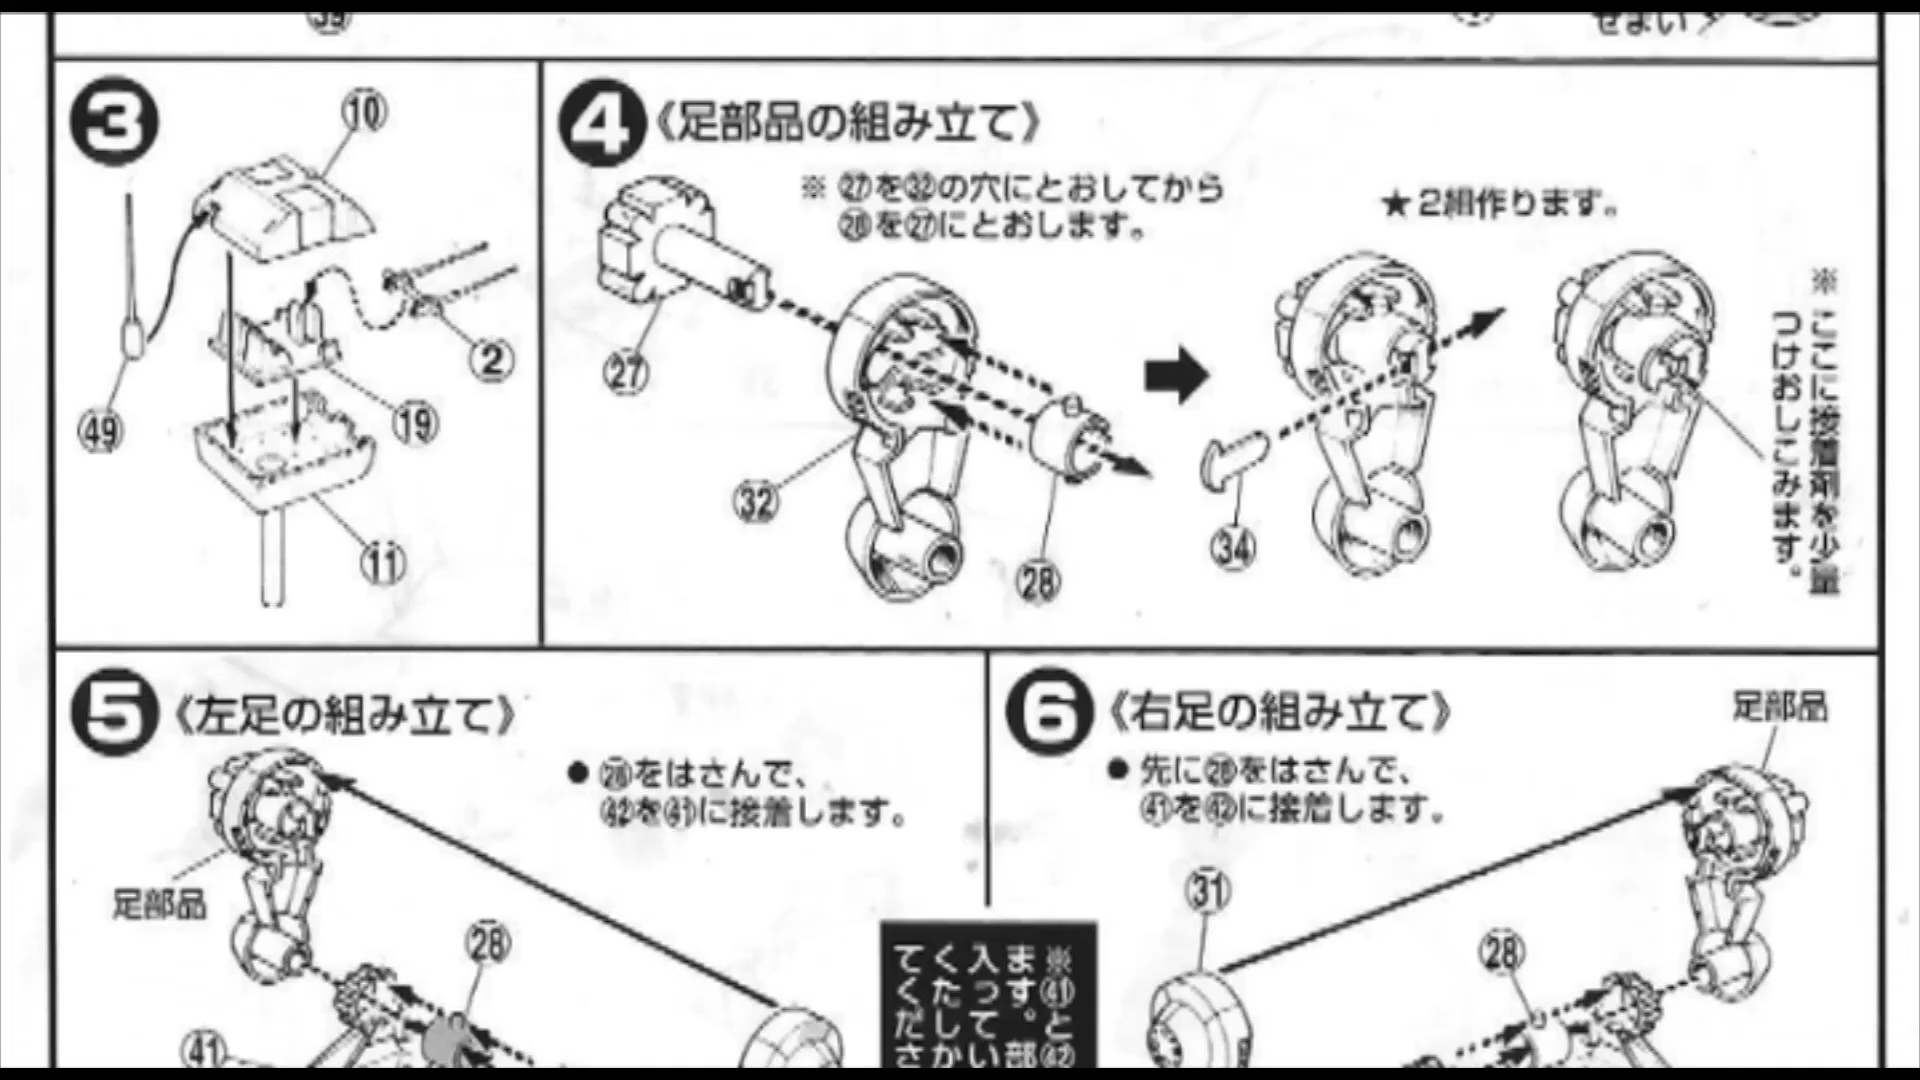 39
せよい
3
10
49
2
19
11
4 《足部品の組み立て》
※ ㉗を㉜の穴にとおしてから
㉘を㉗にとおします。
★2組作ります。
27
32
28
34
※ここに接着剤を少量
つけおしこみます。
5 《左足の組み立て》
● ㉘をはさんで、
㊷を㊶に接着します。
足部品
28
41
6 《右足の組み立て》
● 先に㉘をはさんで、
㊶を㊷に接着します。
足部品
31
28
※㊶と㊷
ます。部
入ってい
くたしか
てくださ